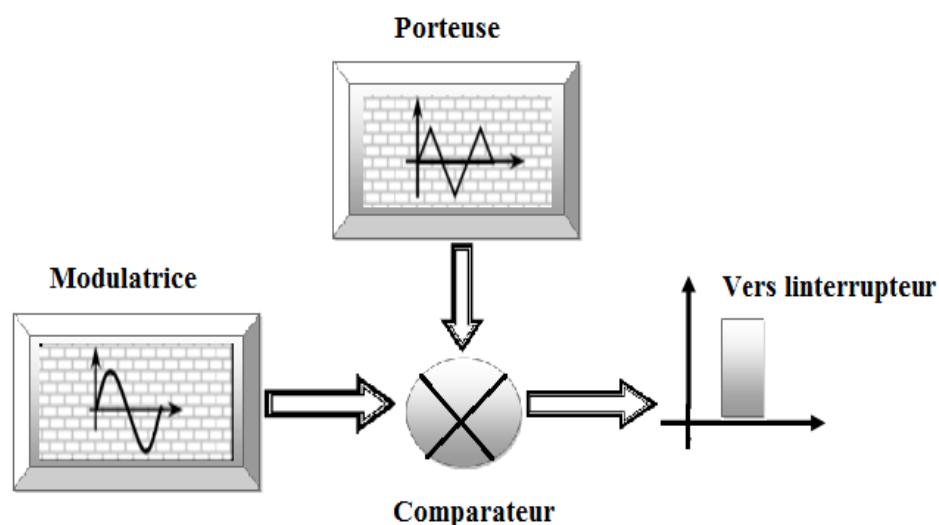 Porteuse
Modulatrice
Vers linterrupteur
Comparateur